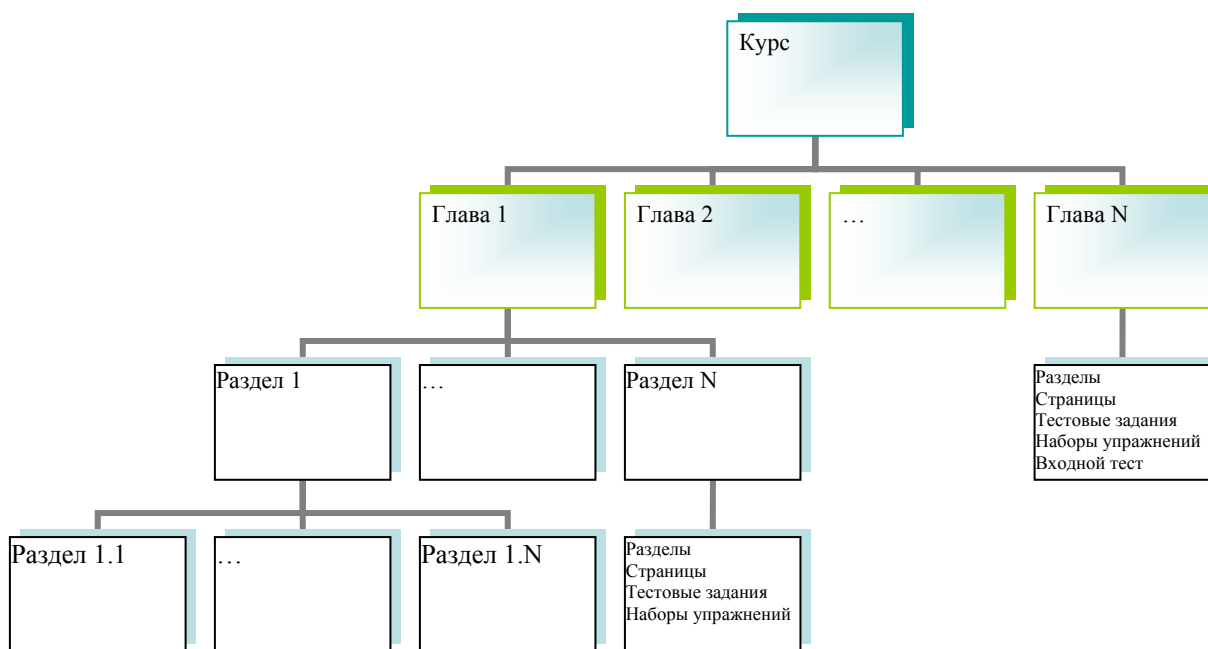 Курс
Глава 1
Глава 2
…
Глава N
Раздел 1
…
Раздел N
Разделы
Страницы
Тестовые задания
Наборы упражнений
Входной тест
Раздел 1.1
…
Раздел 1.N
Разделы
Страницы
Тестовые задания
Наборы упражнений